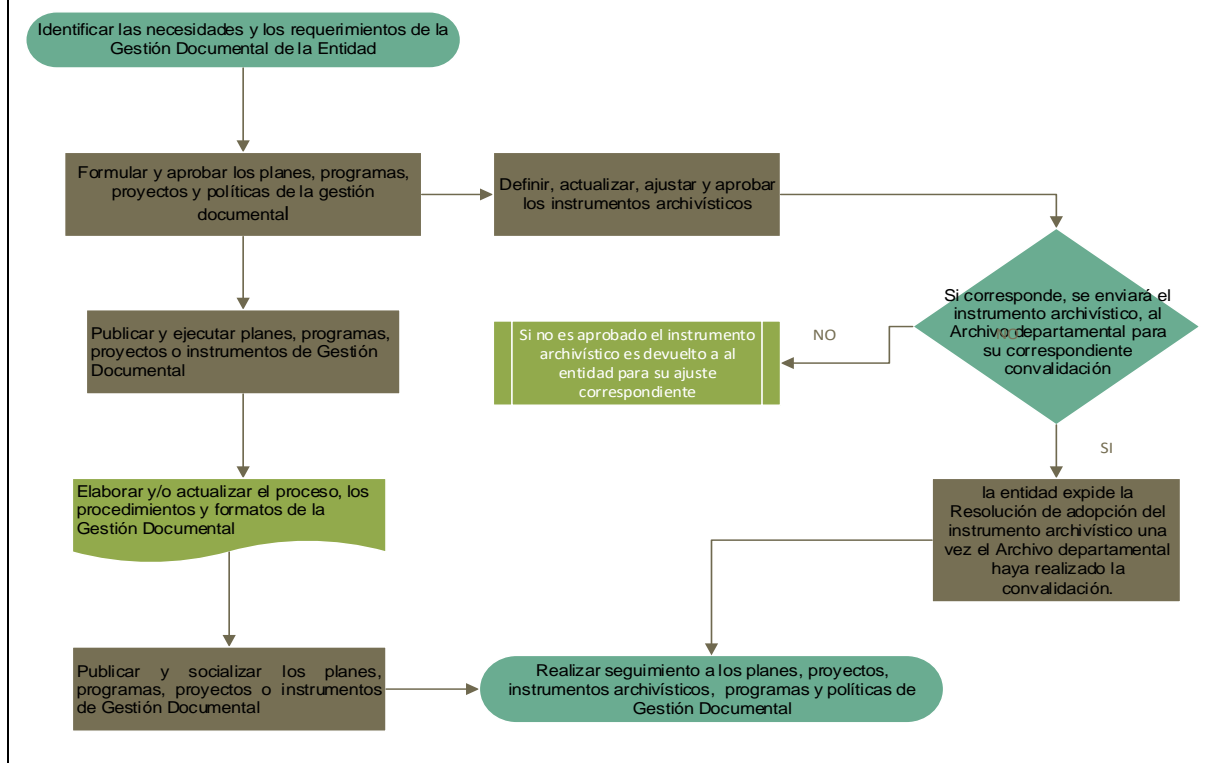 Identificar las necesidades y los requerimientos de la
Gestión Documental de la Entidad
Formular y aprobar los planes, programas,
proyectos y políticas de la gestión
documental
Definir, actualizar, ajustar y aprobar
los instrumentos archivísticos
Si corresponde, se enviará el
instrumento archivístico, al
Archivo departamental para
su correspondiente
convalidación
NO
NO
Si no es aprobado el instrumento
archivístico es devuelto a al
entidad para su ajuste
correspondiente
Publicar y ejecutar planes, programas,
proyectos o instrumentos de Gestión
Documental
SI
la entidad expide la
Resolución de adopción del
instrumento archivístico una
vez el Archivo departamental
haya realizado la
convalidación.
Elaborar y/o actualizar el proceso, los
procedimientos y formatos de la
Gestión Documental
Publicar y socializar los planes,
programas, proyectos o instrumentos
de Gestión Documental
Realizar seguimiento a los planes, proyectos,
instrumentos archivísticos, programas y políticas de
Gestión Documental